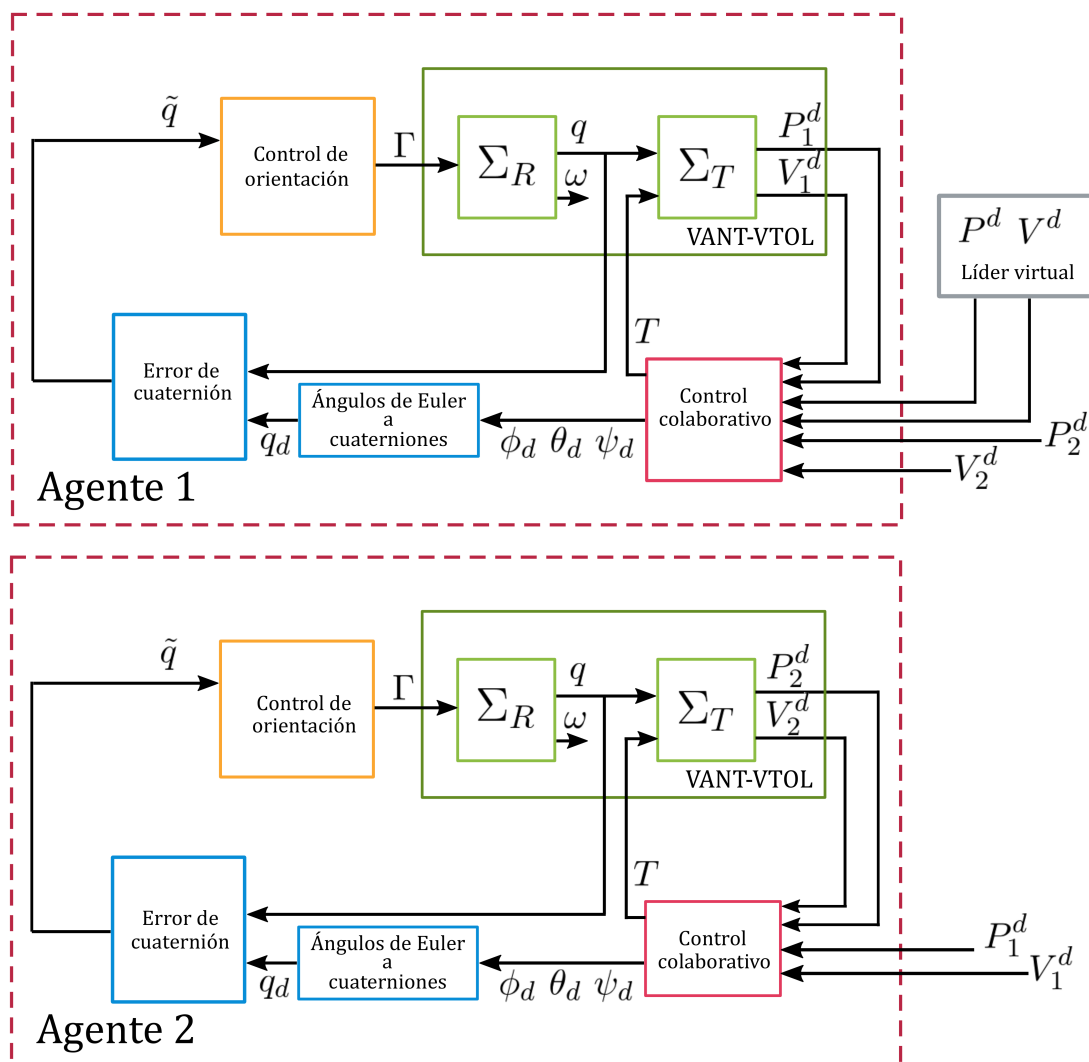 q̃
Control de
orientación
Γ
Σ_R
q
ω
Σ_T
P_1^d
V_1^d
VANT-VTOL
P^d V^d
Líder virtual
T
Error de
cuaternión
Ángulos de Euler
a
cuaterniones
q_d
ϕ_d θ_d ψ_d
Control
colaborativo
P_2^d
V_2^d
Agente 1
q̃
Control de
orientación
Γ
Σ_R
q
ω
Σ_T
P_2^d
V_2^d
VANT-VTOL
T
Error de
cuaternión
Ángulos de Euler
a
cuaterniones
q_d
ϕ_d θ_d ψ_d
Control
colaborativo
P_1^d
V_1^d
Agente 2